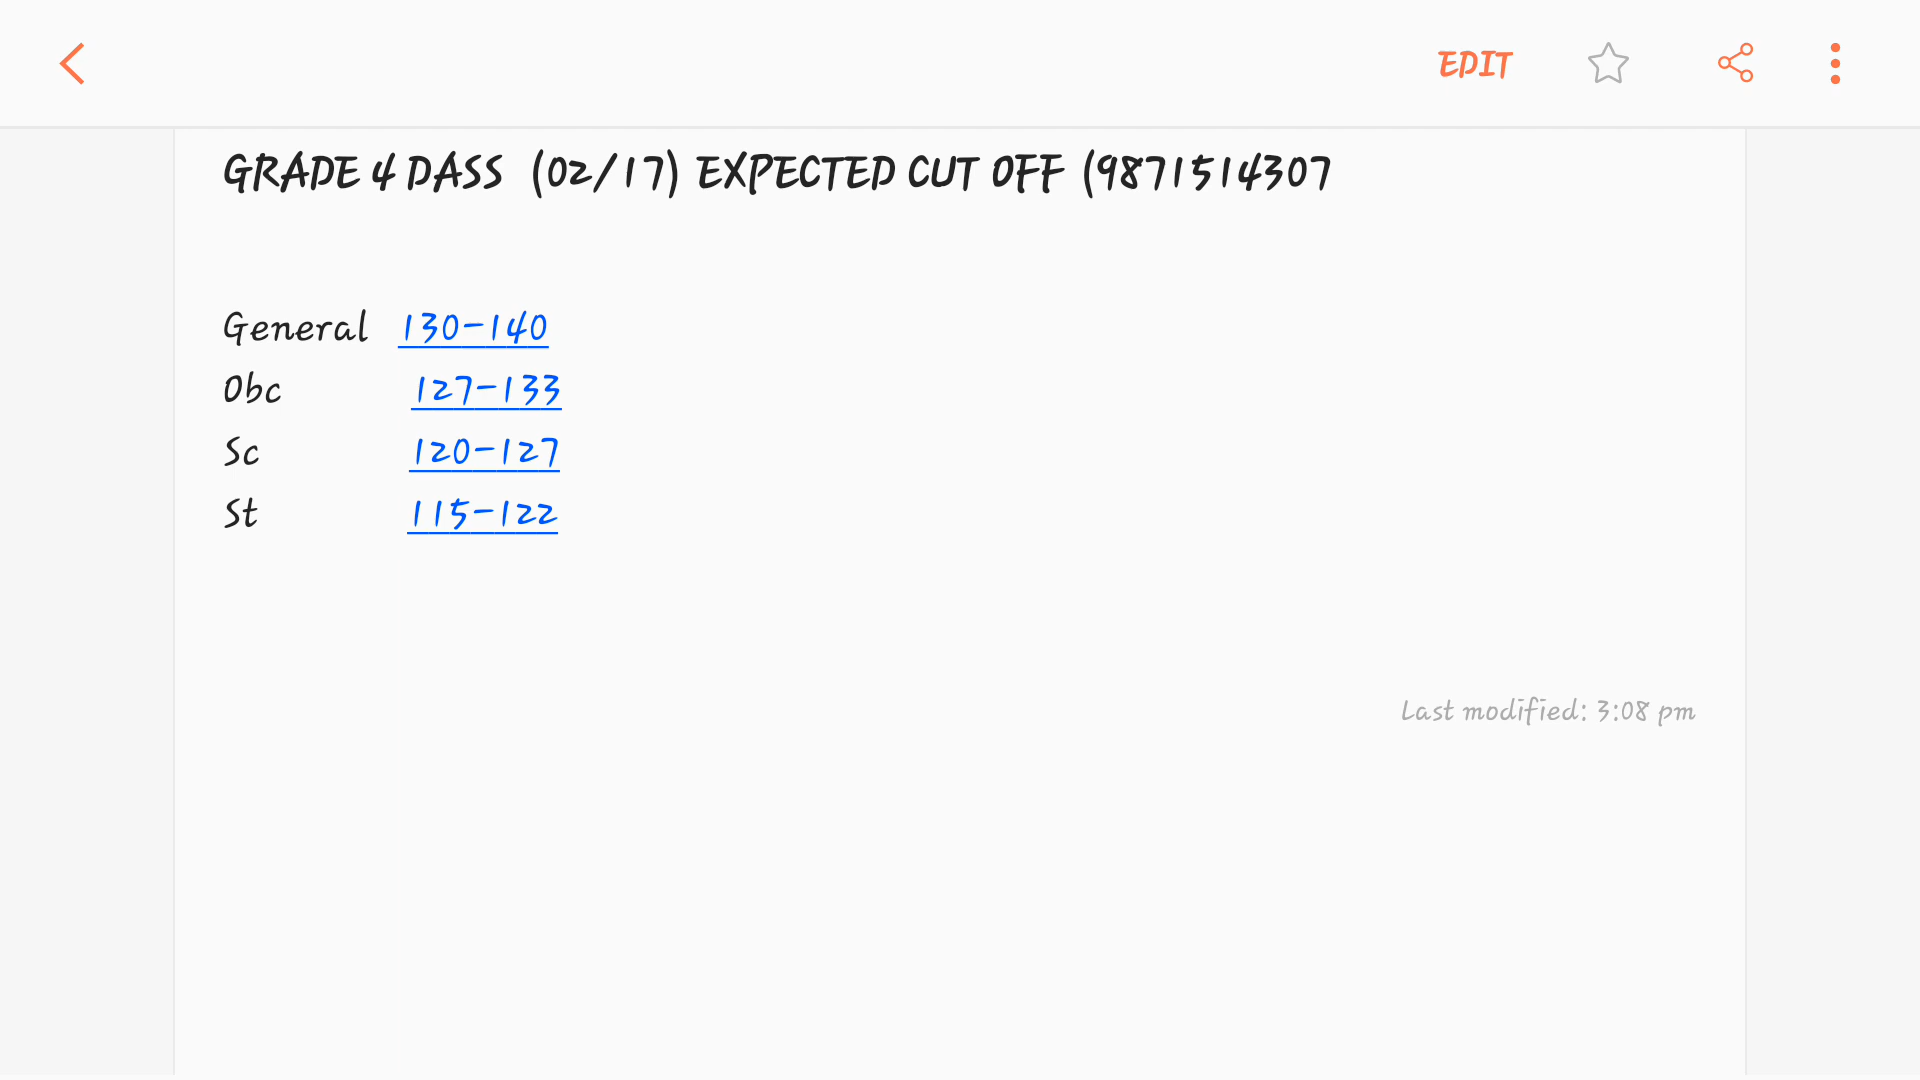 EDIT
GRADE 4 DASS (02/17) EXPECTED CUT OFF (9871514307
General 130-140
Obc 127-133
Sc 120-127
St 115-122
Last modified: 3:08 pm